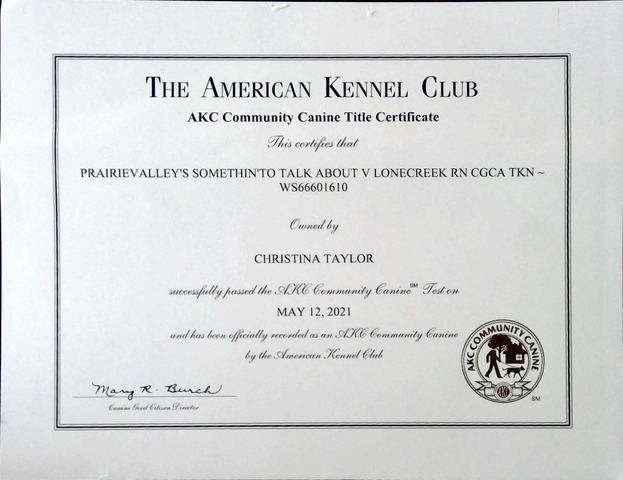 THE AMERICAN KENNEL CLUB
AKC Community Canine Title Certificate
This certifies that
PRAIRIEVALLEY'S SOMETHIN'TO TALK ABOUT V LONECREEK RN CGCA TKN ~
WS66601610
Owned by
CHRISTINA TAYLOR
successfully passed the AKC Community Canine℠ Test on
MAY 12, 2021
and has been officially recorded as an AKC Community Canine
by the American Kennel Club
AKC COMMUNITY CANINE
AKC
SM
Mary R. Burch
Canine Good Citizen Director